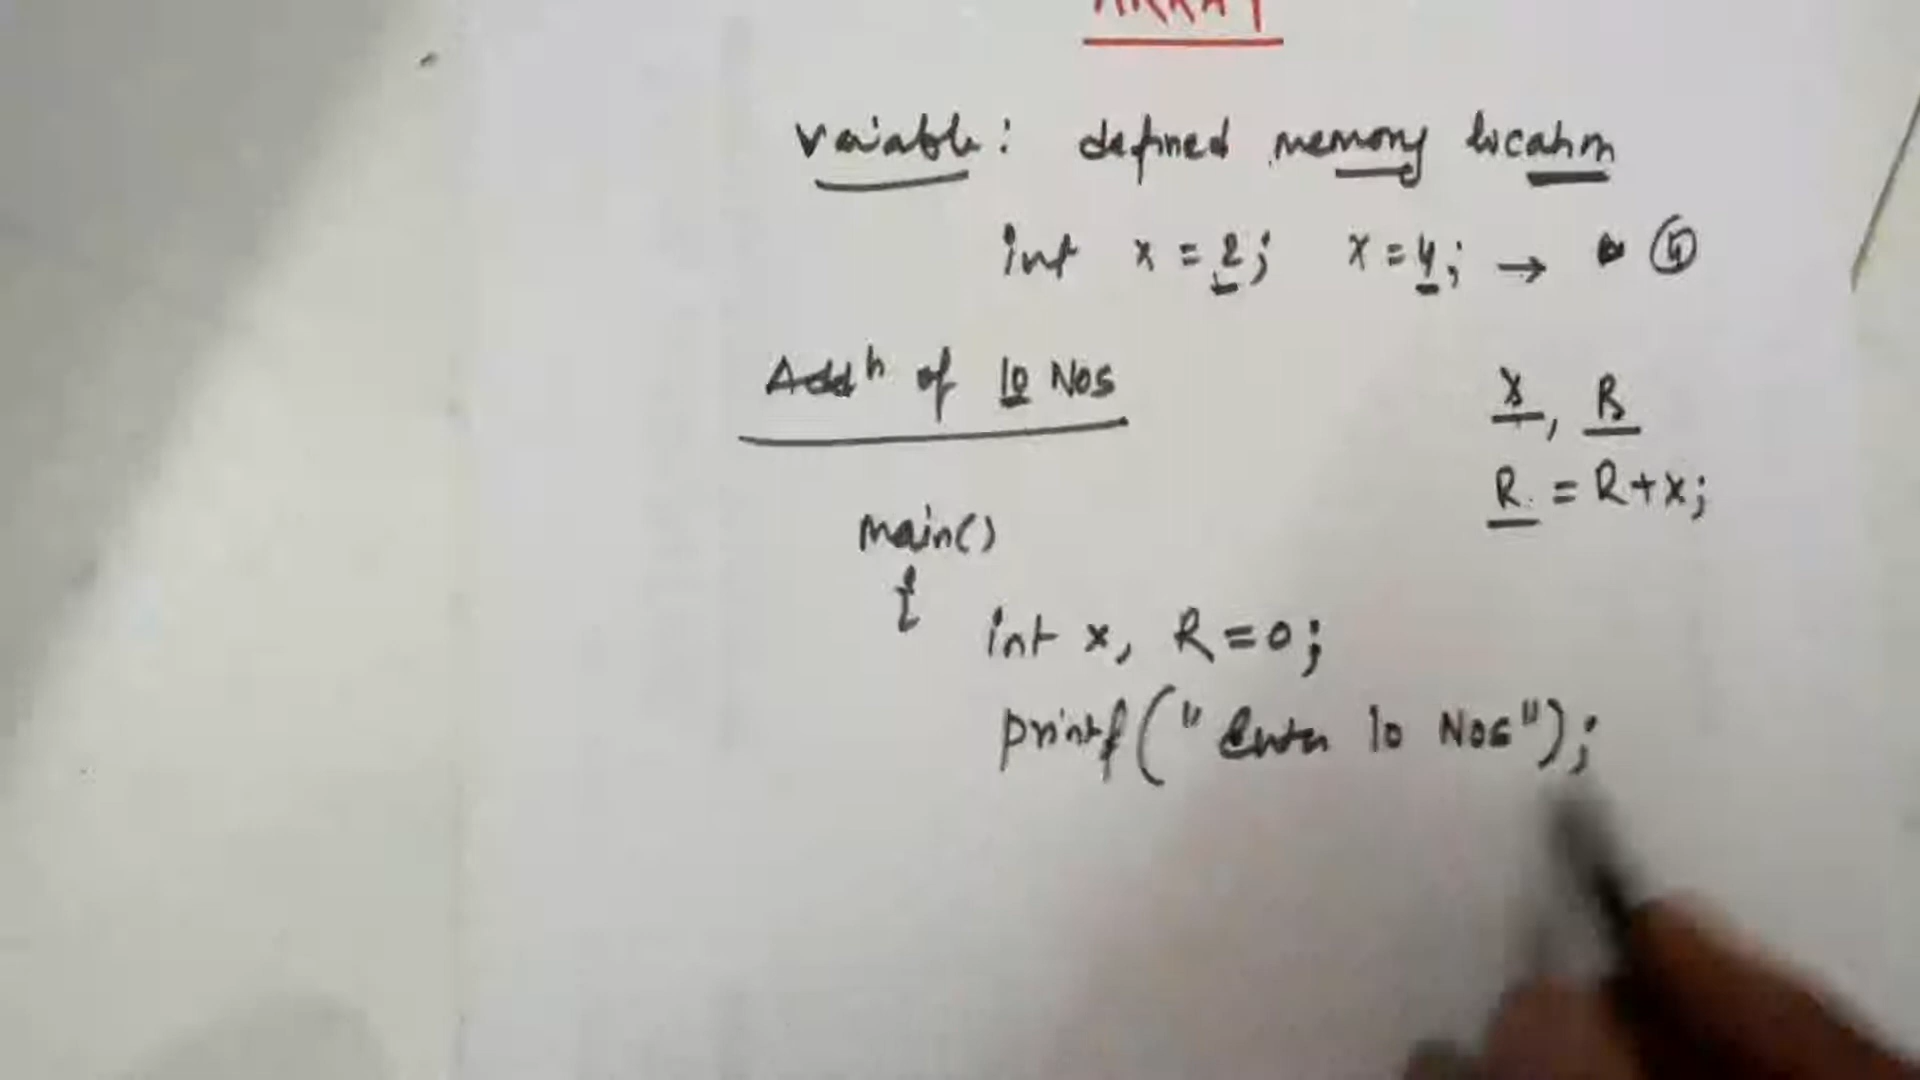 ARRAY
Variable: defined memory location
int x = 2; x = 4; → 4
Addn of 10 Nos
x, R
R = R+x;
main()
{
int x, R=0;
printf("Enter 10 Nos");